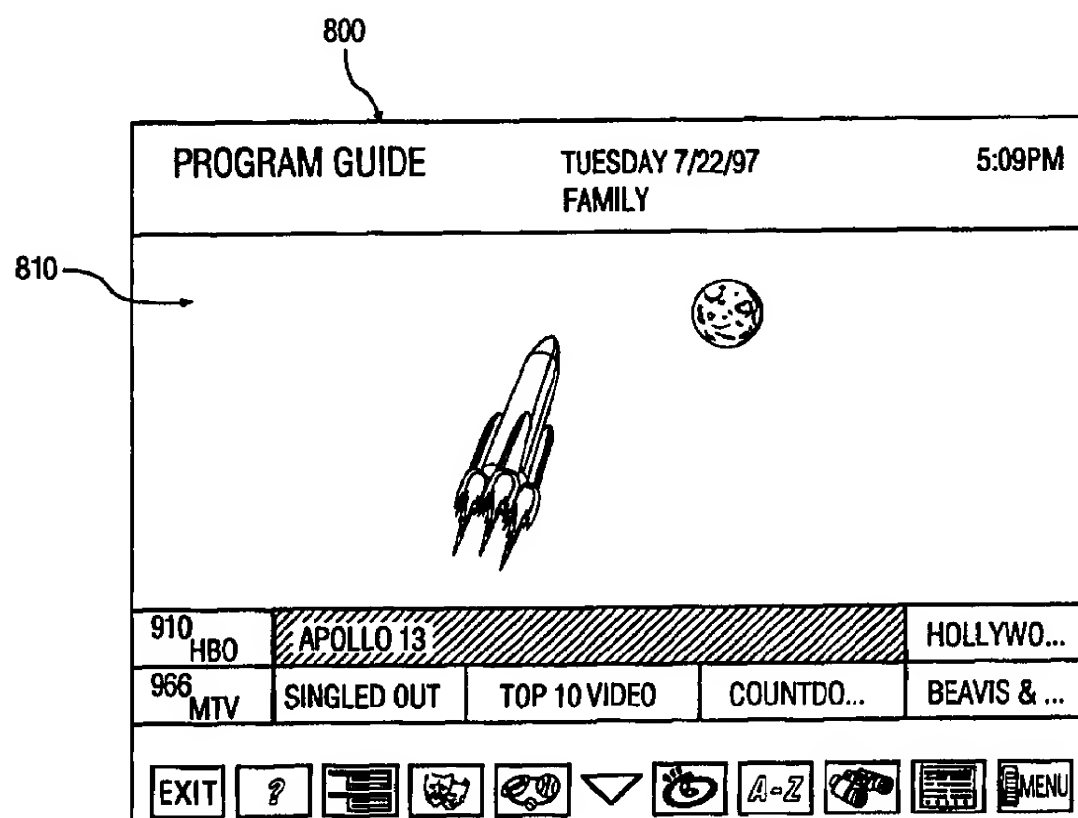 800
PROGRAM GUIDE TUESDAY 7/22/97 5:09PM
FAMILY
810
910 HBO APOLLO 13 HOLLYWO...
966 MTV SINGLED OUT TOP 10 VIDEO COUNTDO... BEAVIS & ...
EXIT ? A-Z MENU